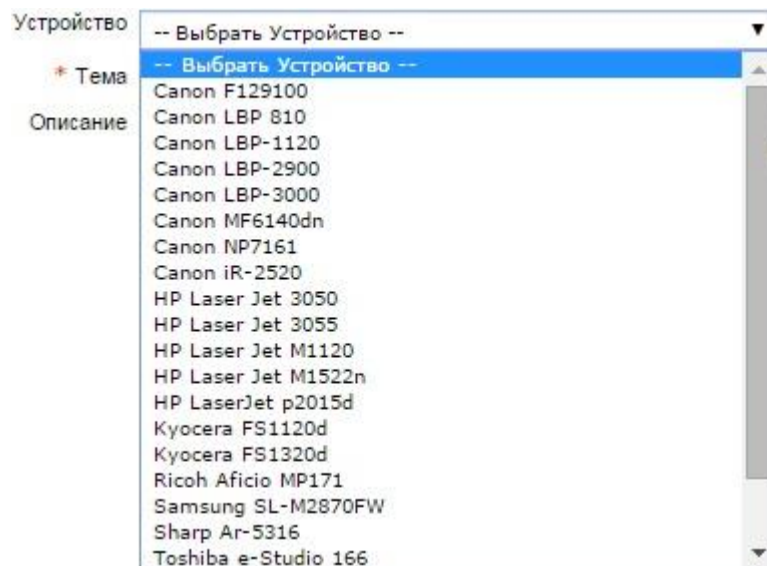 Устройство
-- Выбрать Устройство --
-- Выбрать Устройство --
* Тема
Canon F129100
Canon LBP 810
Описание
Canon LBP-1120
Canon LBP-2900
Canon LBP-3000
Canon MF6140dn
Canon NP7161
Canon iR-2520
HP Laser Jet 3050
HP Laser Jet 3055
HP Laser Jet M1120
HP Laser Jet M1522n
HP LaserJet p2015d
Kyocera FS1120d
Kyocera FS1320d
Ricoh Aficio MP171
Samsung SL-M2870FW
Sharp Ar-5316
Toshiba e-Studio 166